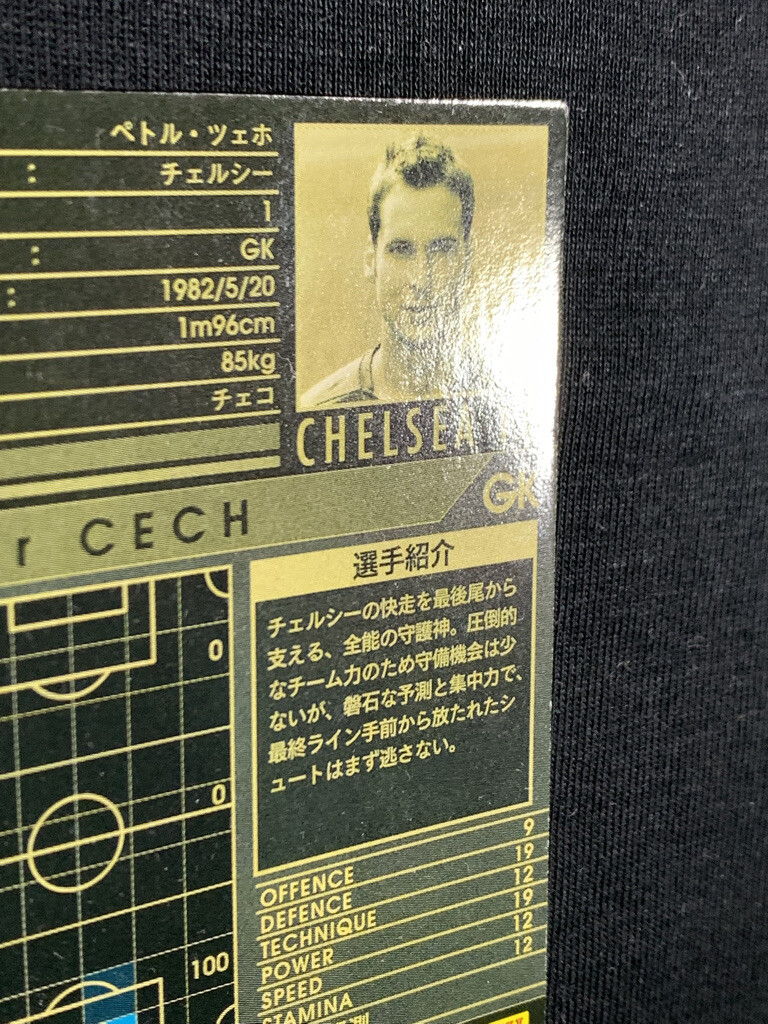 ペトル・ツェホ
: チェルシー
1
: GK
: 1982/5/20
1m96cm
85kg
チェコ
CHELSEA
GK
r CECH
選手紹介
チェルシーの快走を最後尾から
支える、全能の守護神。圧倒的
なチーム力のため守備機会は少
ないが、磐石な予測と集中力で、
最終ライン手前から放たれたシ
ュートはまず逃さない。
0
0
100
OFFENCE 9
DEFENCE 19
TECHNIQUE 12
POWER 19
SPEED 12
STAMINA 12